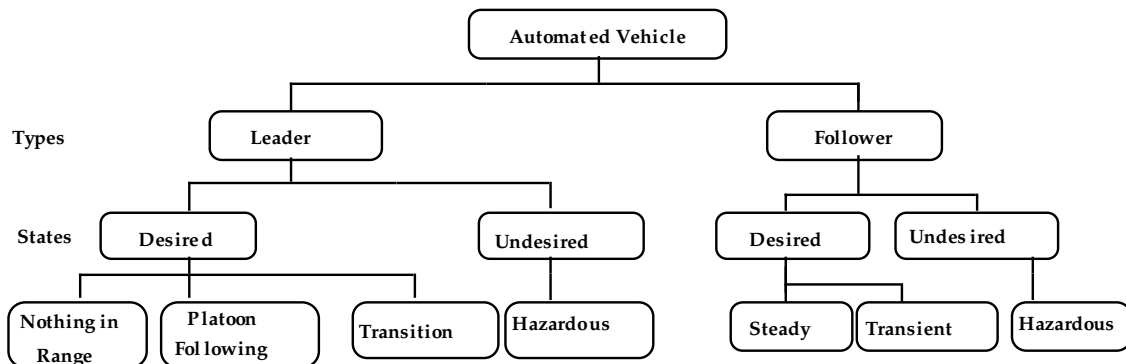 Automated Vehicle
Types
Leader
Follower
States
Desired
Undesired
Desired
Undesired
Nothing in
Range
Platoon
Following
Transition
Hazardous
Steady
Transient
Hazardous